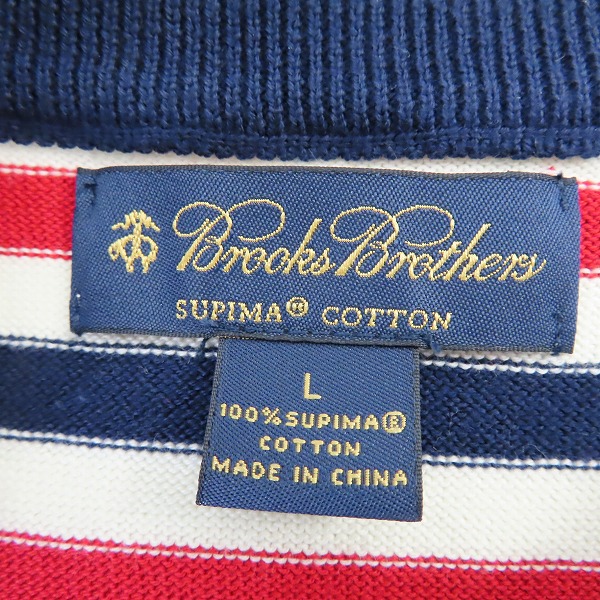 Brooks Brothers
SUPIMA® COTTON
L
100% SUPIMA®
COTTON
MADE IN CHINA